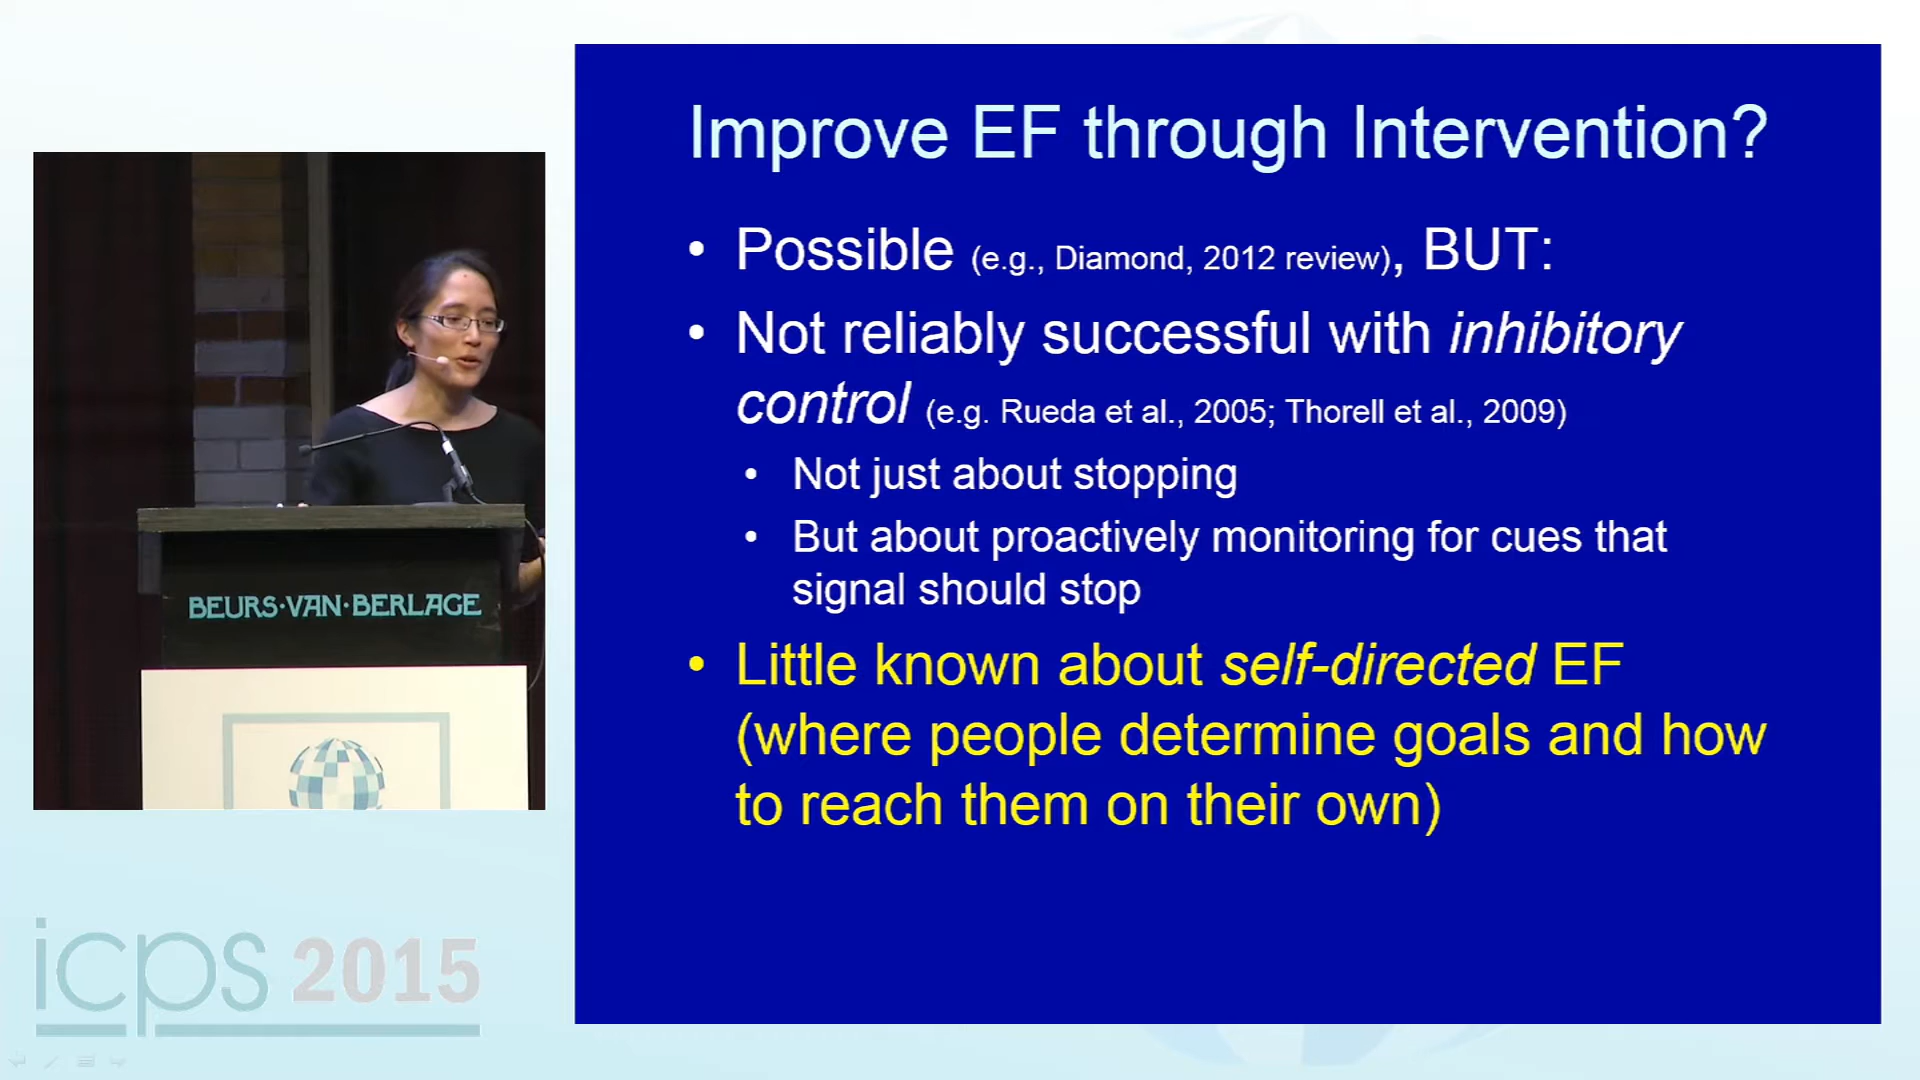 Improve EF through Intervention?
• Possible (e.g., Diamond, 2012 review), BUT:
• Not reliably successful with inhibitory
control (e.g. Rueda et al., 2005; Thorell et al., 2009)
• Not just about stopping
• But about proactively monitoring for cues that
signal should stop
• Little known about self-directed EF
(where people determine goals and how
to reach them on their own)
BEURS·VAN·BERLAGE
icps 2015